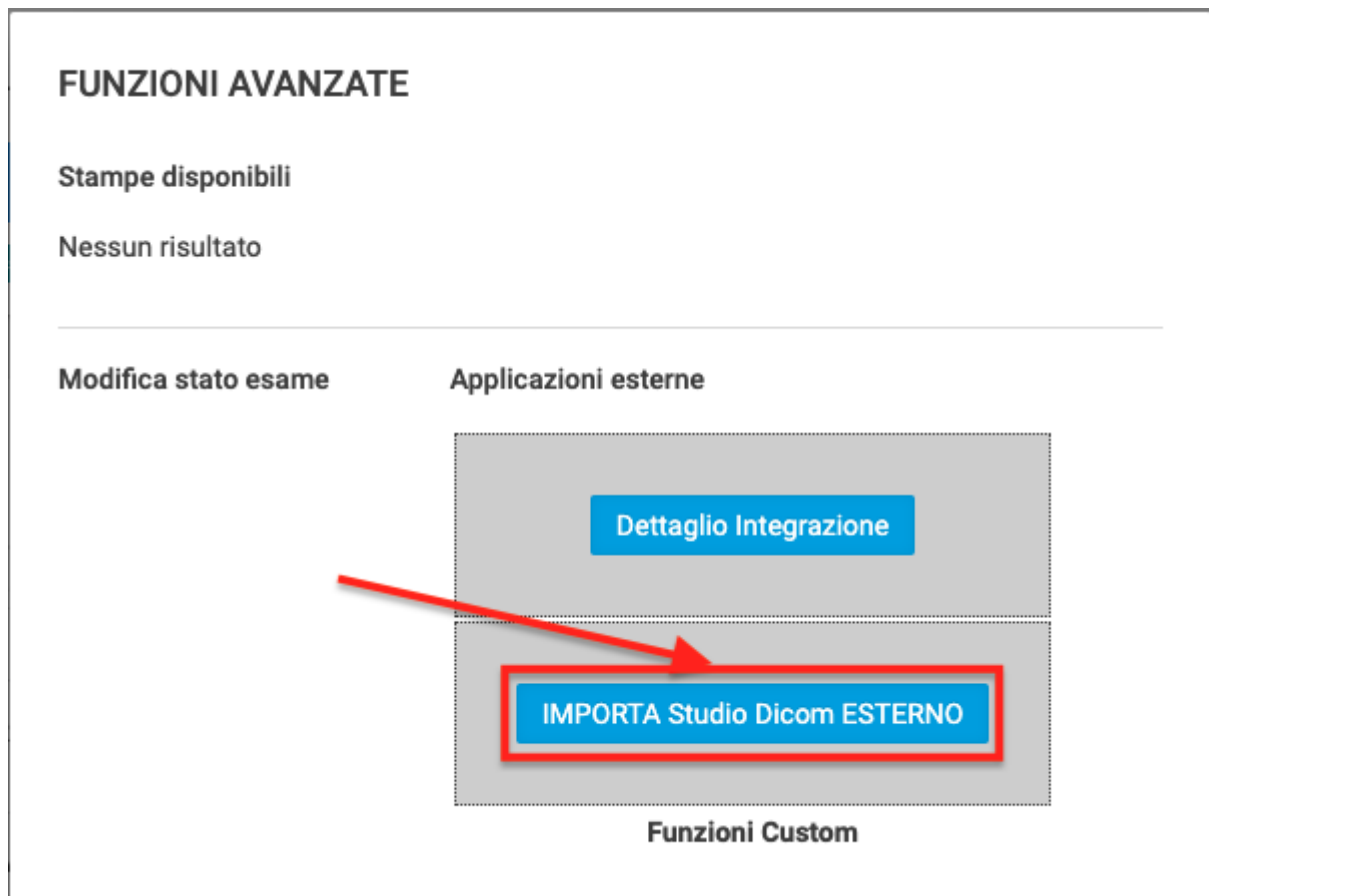 FUNZIONI AVANZATE
Stampe disponibili
Nessun risultato
Modifica stato esame
Applicazioni esterne
Dettaglio Integrazione
IMPORTA Studio Dicom ESTERNO
Funzioni Custom